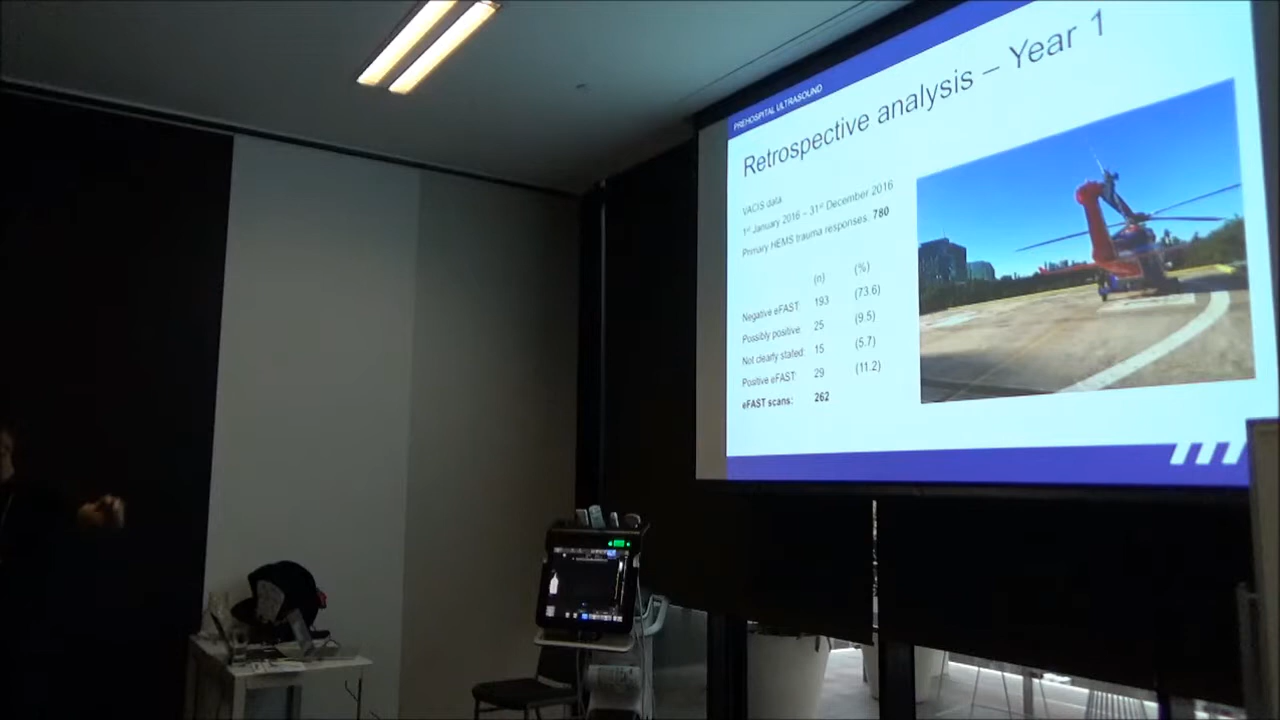 PREHOSPITAL ULTRASOUND
Retrospective analysis – Year 1
VACIS data
1st January 2016 – 31st December 2016
Primary HEMS trauma responses: 780
(n) (%)
Negative eFAST: 193 (73.6)
Possibly positive: 25 (9.5)
Not clearly stated: 15 (5.7)
Positive eFAST: 29 (11.2)
eFAST scans: 262